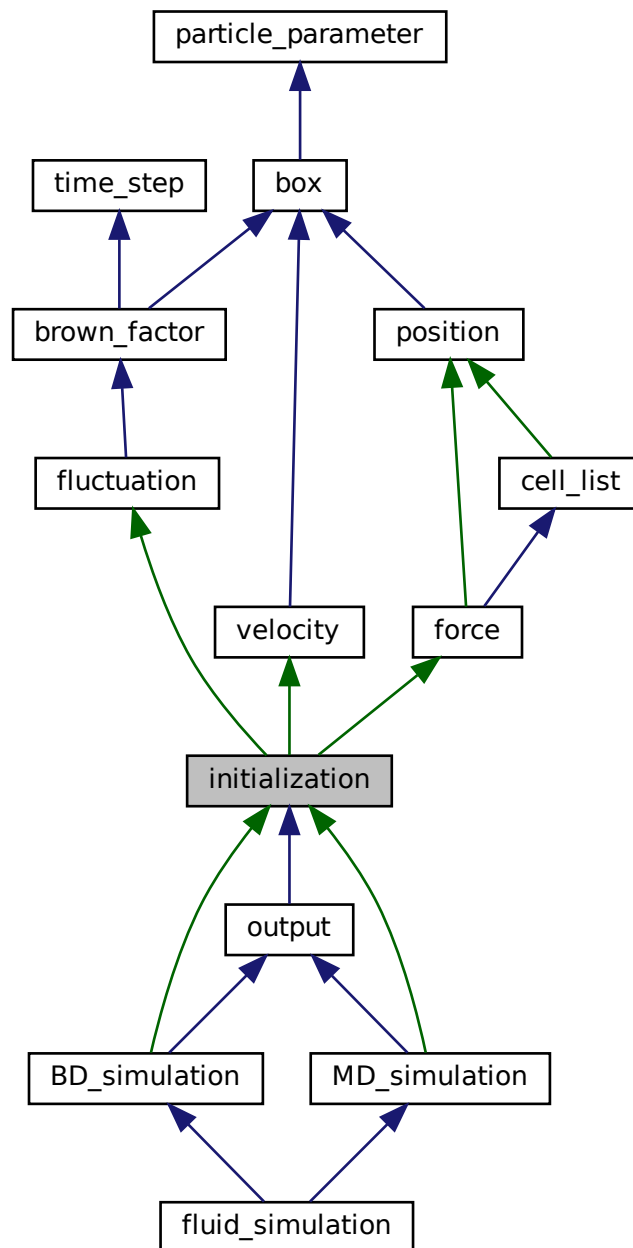 particle_parameter
time_step
box
brown_factor
position
fluctuation
cell_list
velocity
force
initialization
output
BD_simulation
MD_simulation
fluid_simulation